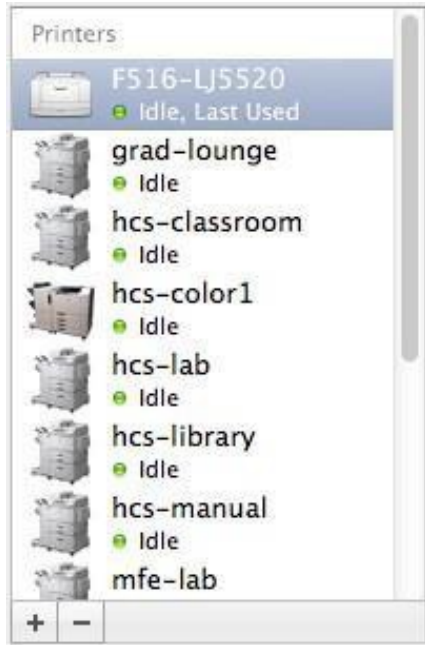 Printers
F516-LJ5520
Idle, Last Used
grad-lounge
Idle
hcs-classroom
Idle
hcs-color1
Idle
hcs-lab
Idle
hcs-library
Idle
hcs-manual
Idle
mfe-lab
+ −